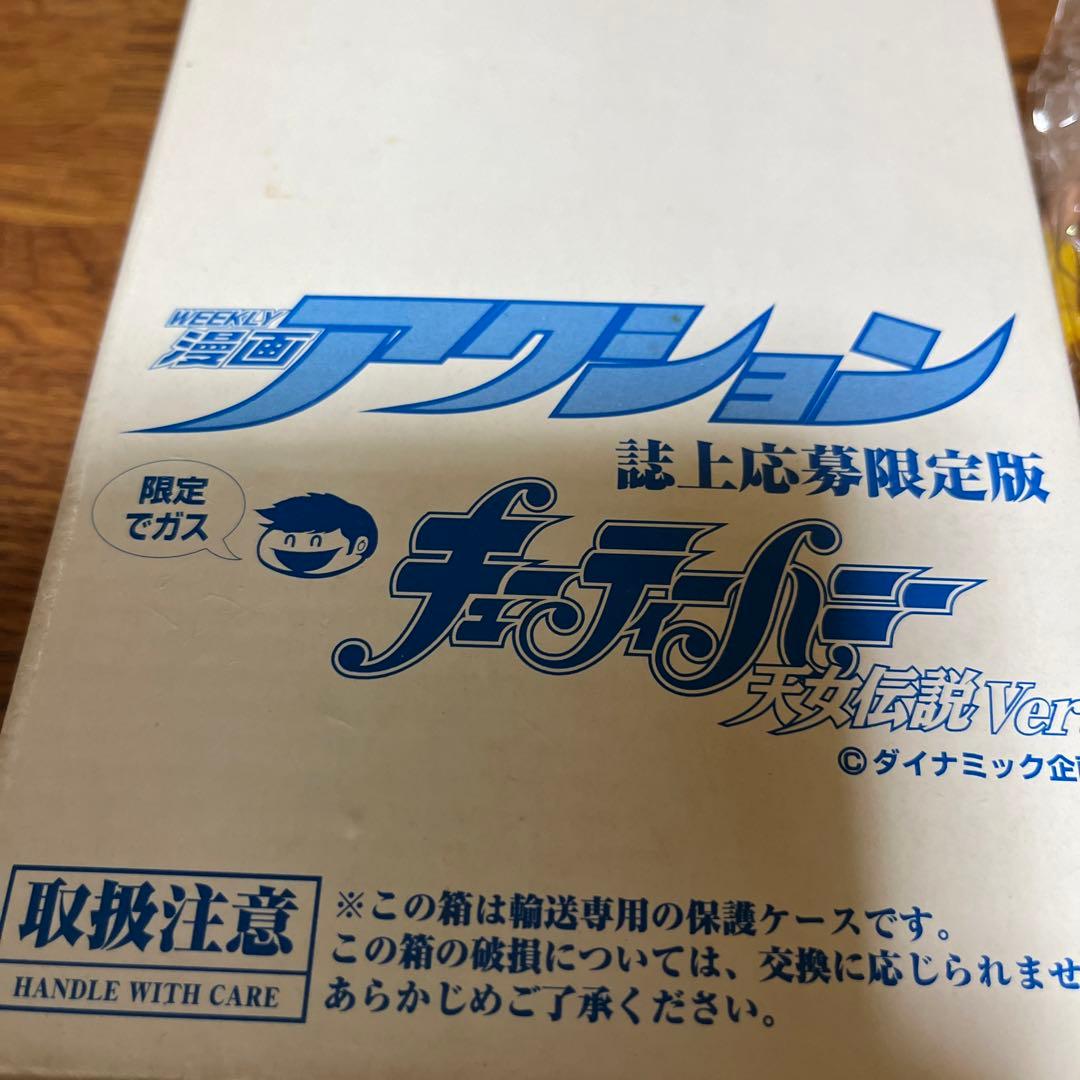 WEEKLY
漫画アクション
誌上応募限定版
限定
でガス
キューティーハニー
天女伝説Ver
©ダイナミック企画
取扱注意
HANDLE WITH CARE
※この箱は輸送専用の保護ケースです。
この箱の破損については、交換に応じられませ
あらかじめご了承ください。